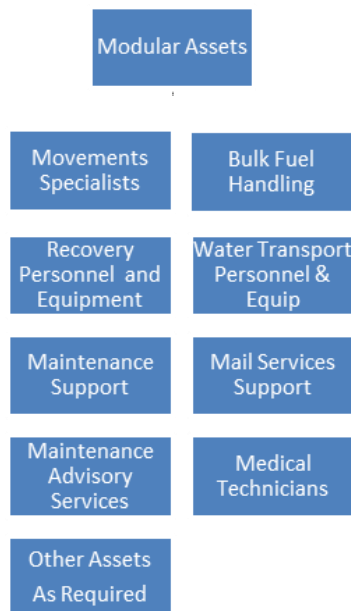 Modular Assets
Movements
Specialists
Bulk Fuel
Handling
Recovery
Personnel and
Equipment
Water Transport
Personnel &
Equip
Maintenance
Support
Mail Services
Support
Maintenance
Advisory
Services
Medical
Technicians
Other Assets
As Required